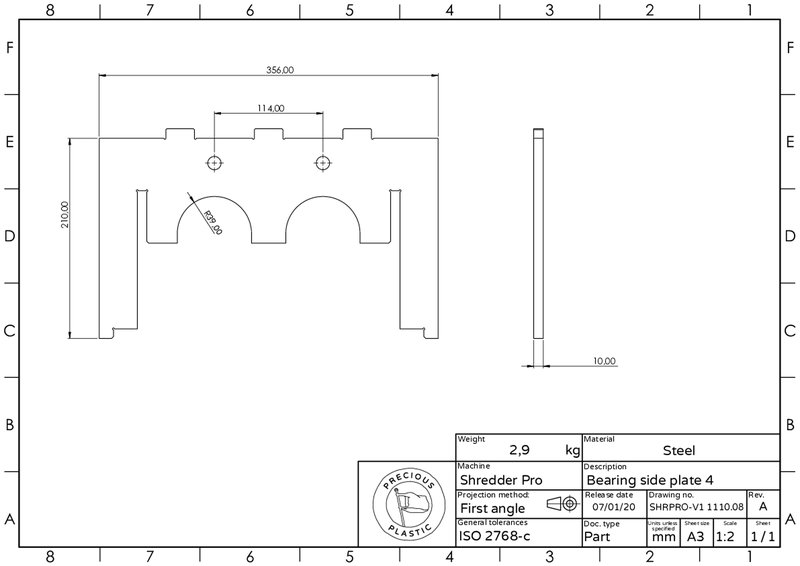 8 7 6 5 4 3 2 1
F F
E E
D D
C C
B B
A A
356,00
114,00
210,00
R39,00
10,00
Weight
2,9 kg
Material
Steel
Machine
Shredder Pro
Description
Bearing side plate 4
Projection method:
First angle
Release date
07/01/20
Drawing no.
SHRPRO-V1 1110.08
Rev.
A
General tolerances
ISO 2768-c
Doc. type
Part
Units unless
specified
mm
Sheet size
A3
Scale
1:2
Sheet
1 / 1
PRECIOUS
PLASTIC
8 7 6 5 4 3 2 1